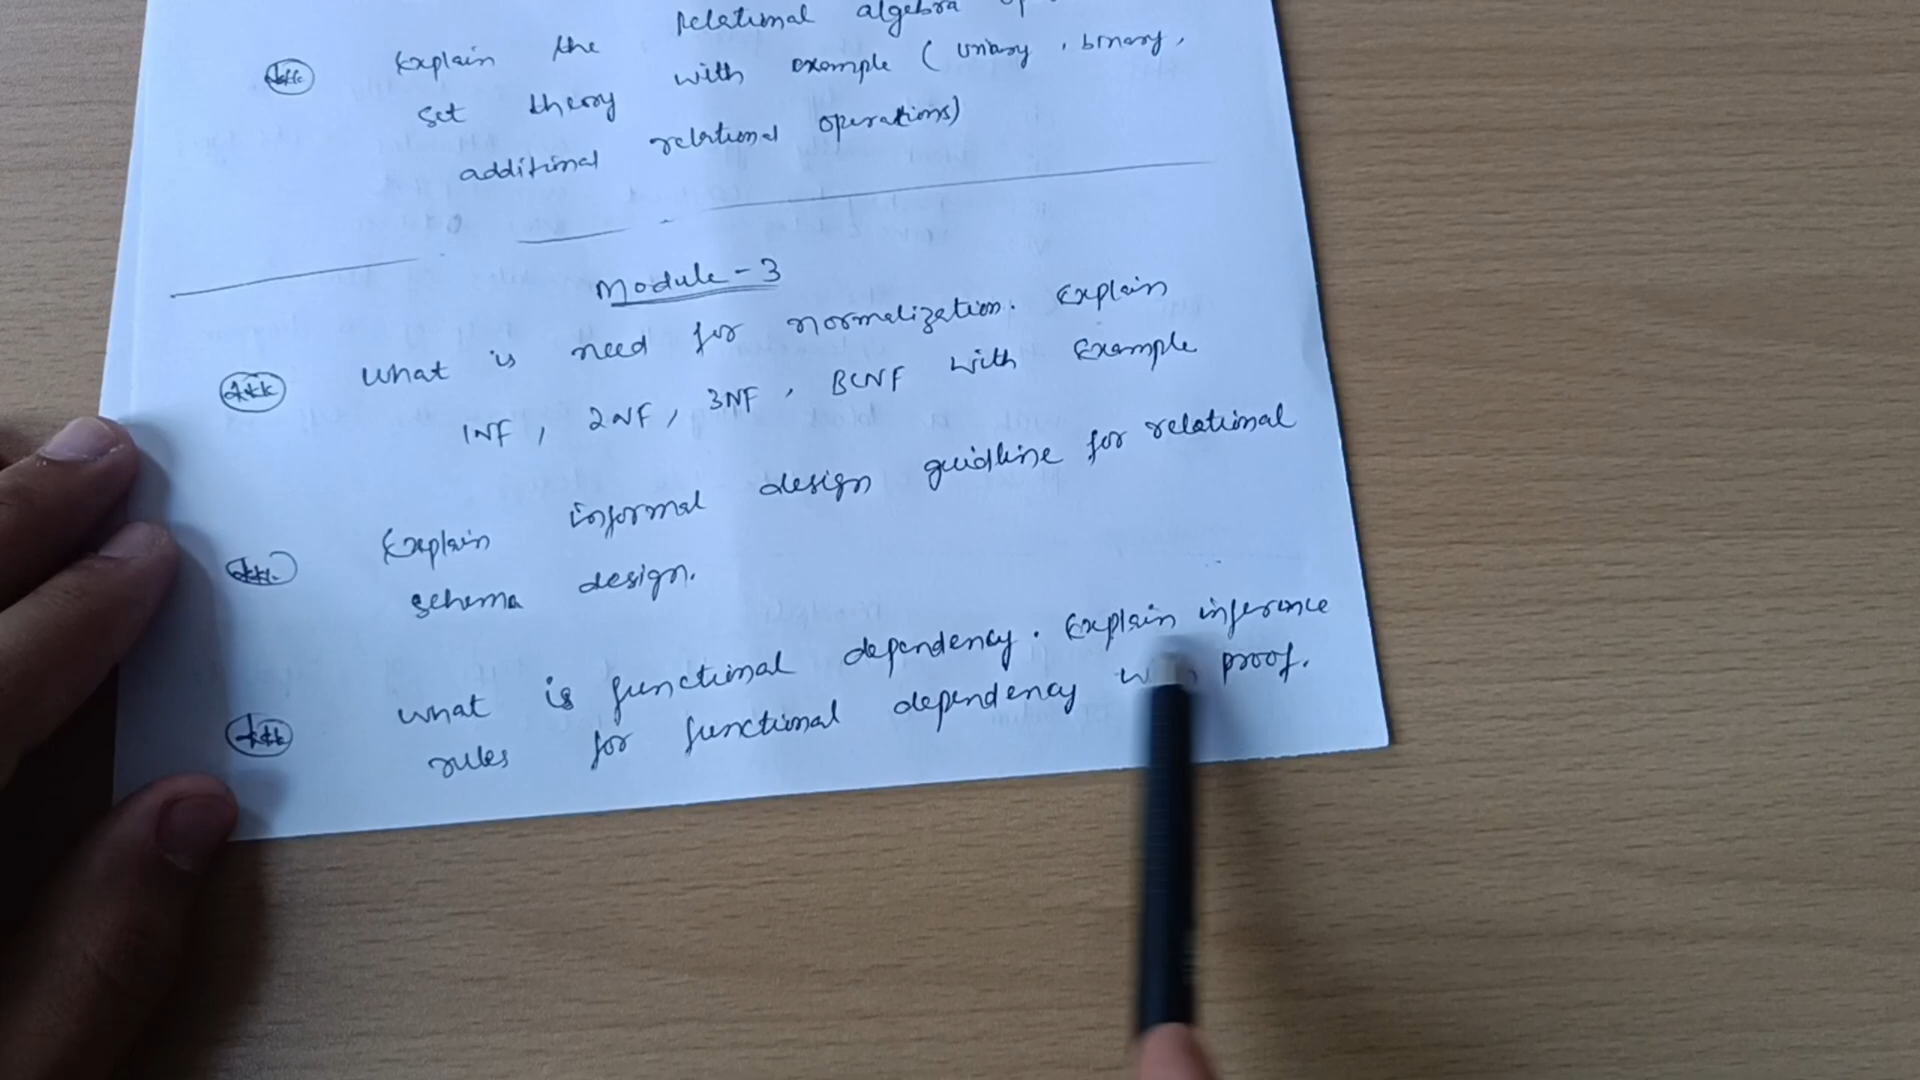 Relational algebra
*** Explain the
set theory with example (unary, binary,
additional relational operations)
Module-3
*** What is need for normalization. Explain
1NF, 2NF, 3NF, BCNF with Example
*** Explain informal design guidline for relational
schema design.
*** What is functional dependency. Explain inference
rules for functional dependency proof.